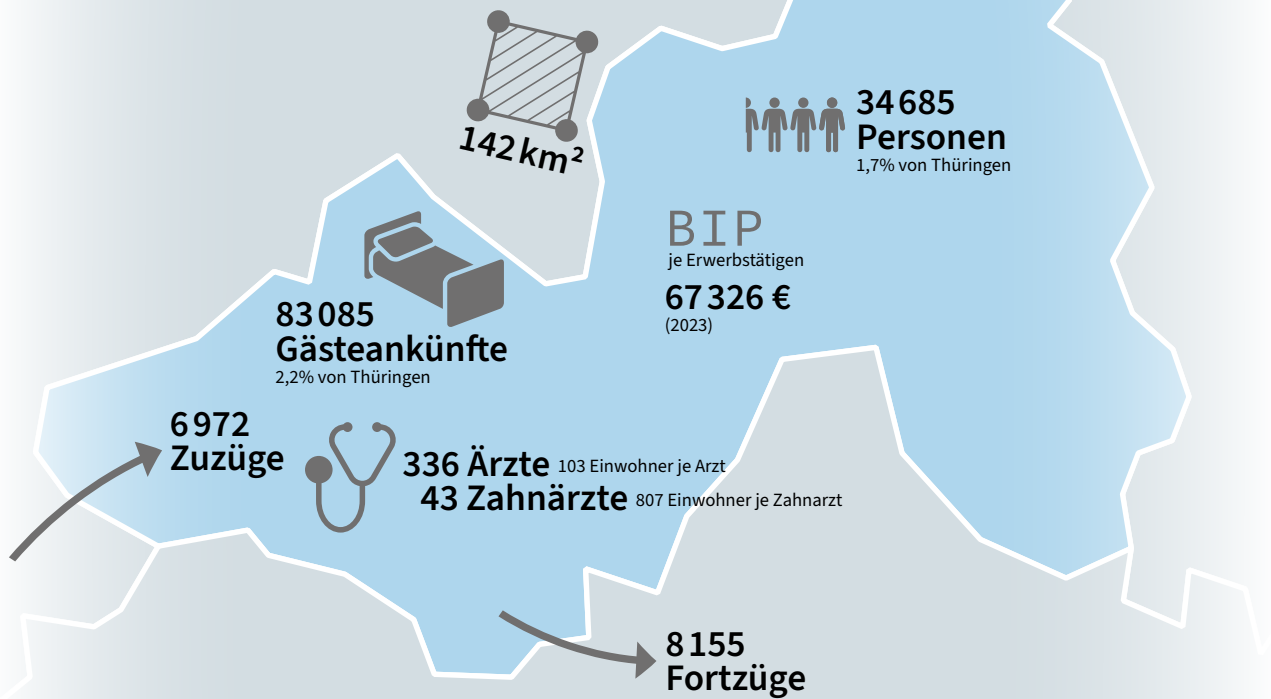 142 km²
34 685
Personen
1,7% von Thüringen
BIP
je Erwerbstätigen
67 326 €
(2023)
83 085
Gästeankünfte
2,2% von Thüringen
6 972
Zuzüge
336 Ärzte 103 Einwohner je Arzt
43 Zahnärzte 807 Einwohner je Zahnarzt
8 155
Fortzüge